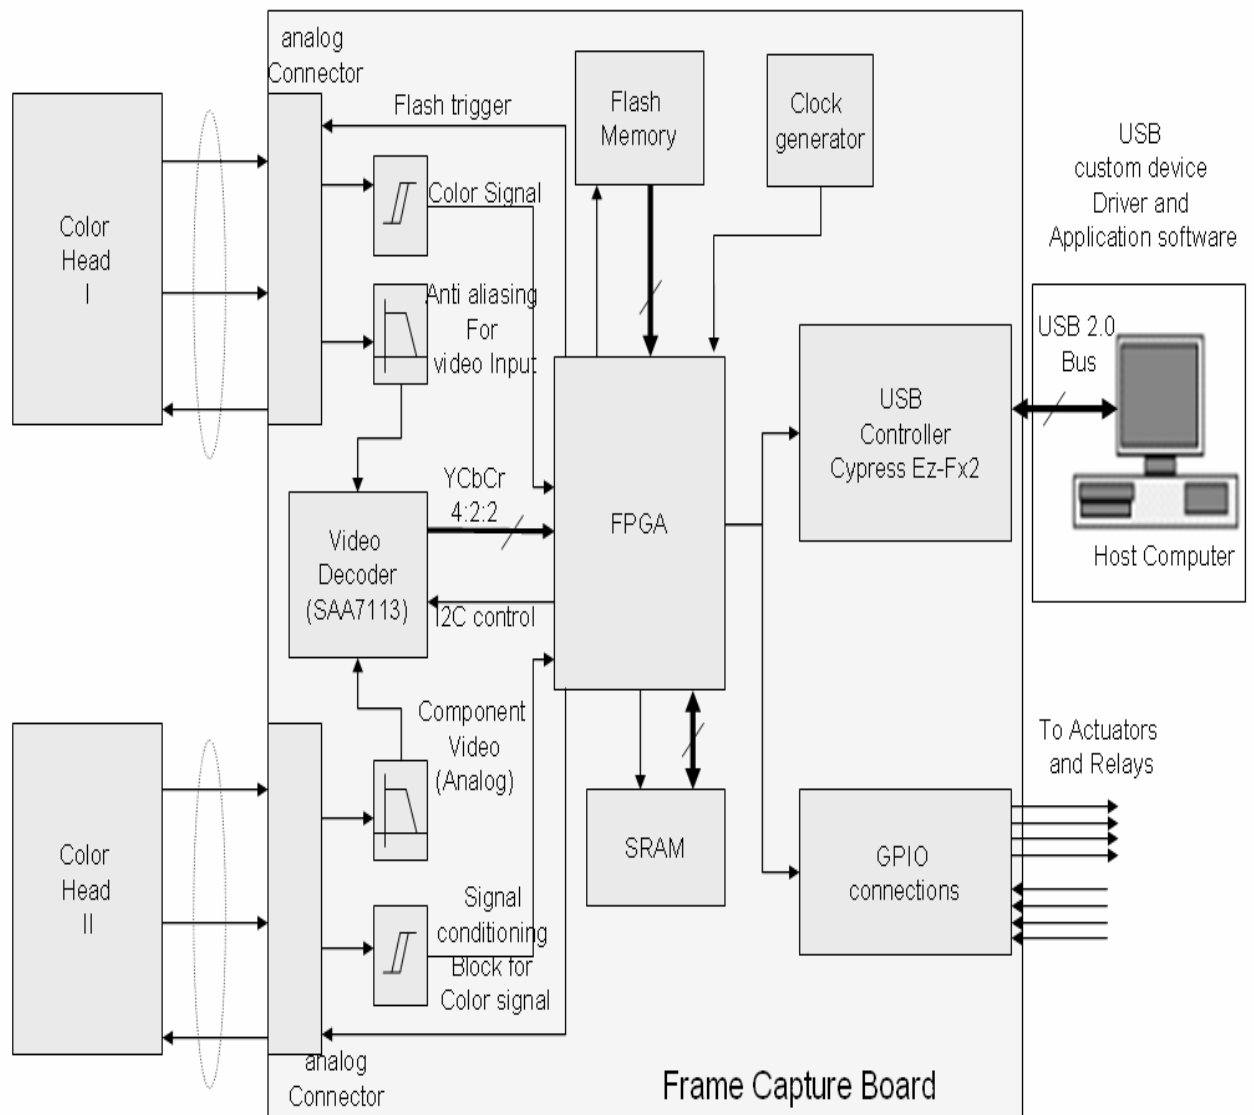 analog
Connector
Flash trigger
Flash
Memory
Clock
generator
USB
custom device
Driver and
Application software
Color
Head
I
Color Signal
Anti aliasing
For
video Input
USB 2.0
Bus
USB
Controller
Cypress Ez-Fx2
YCbCr
4:2:2
FPGA
Video
Decoder
(SAA7113)
I2C control
Host Computer
Component
Video
(Analog)
To Actuators
and Relays
Color
Head
II
SRAM
GPIO
connections
Signal
conditioning
Block for
Color signal
analog
Connector
Frame Capture Board